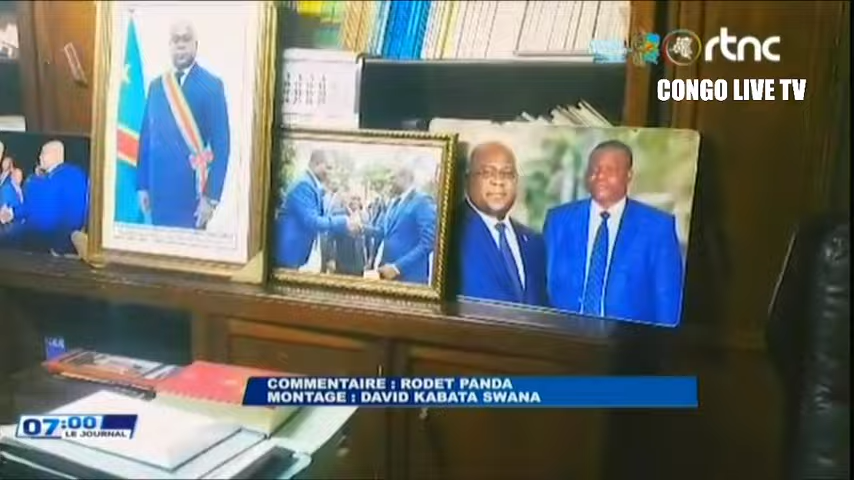 rtnc
CONGO LIVE TV
COMMENTAIRE : RODET PANDA
MONTAGE : DAVID KABATA SWANA
07:00
LE JOURNAL